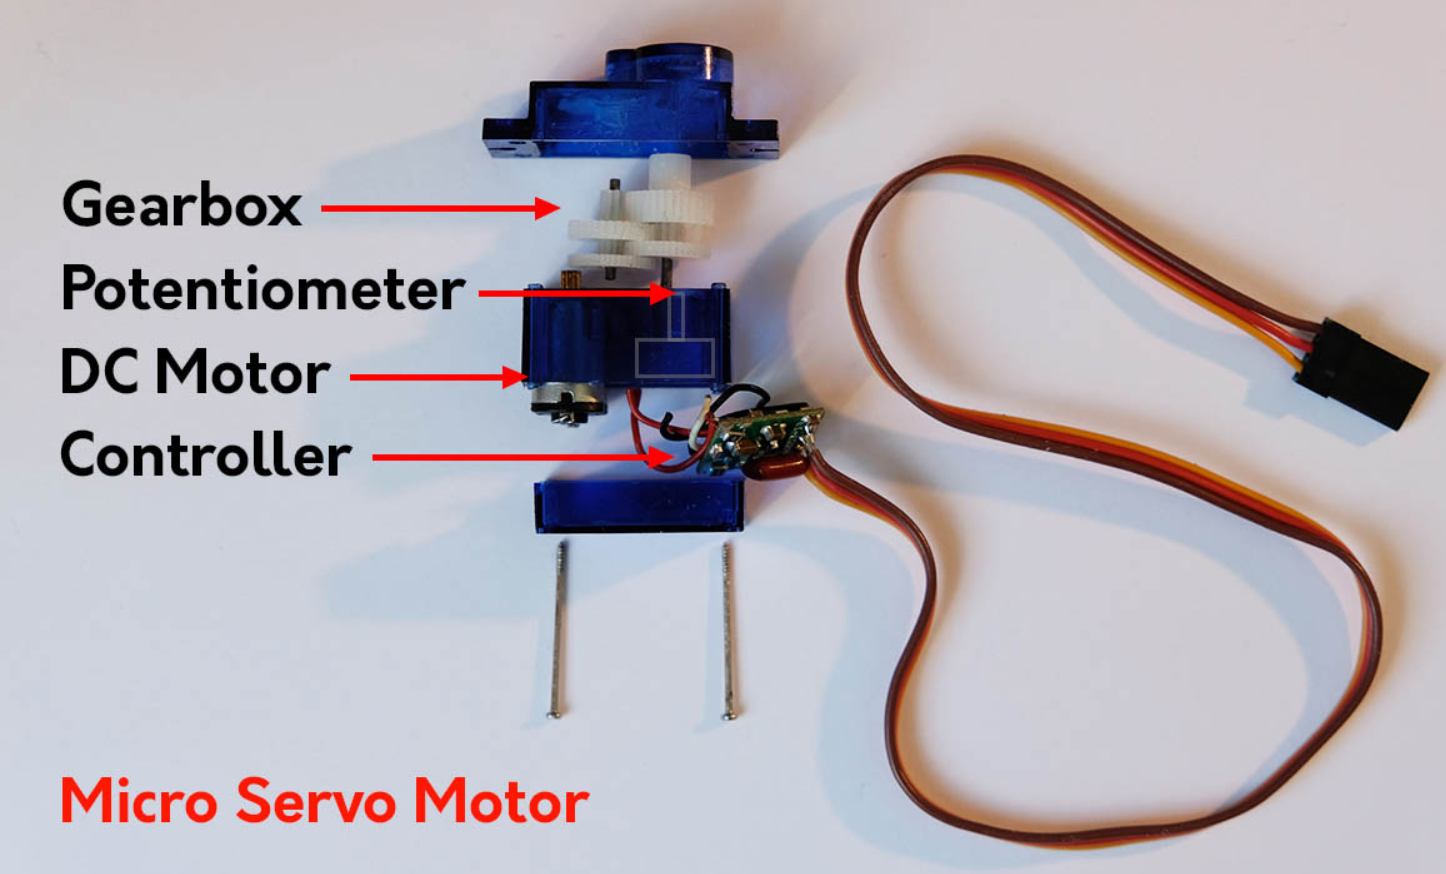 Gearbox
Potentiometer
DC Motor
Controller
Micro Servo Motor